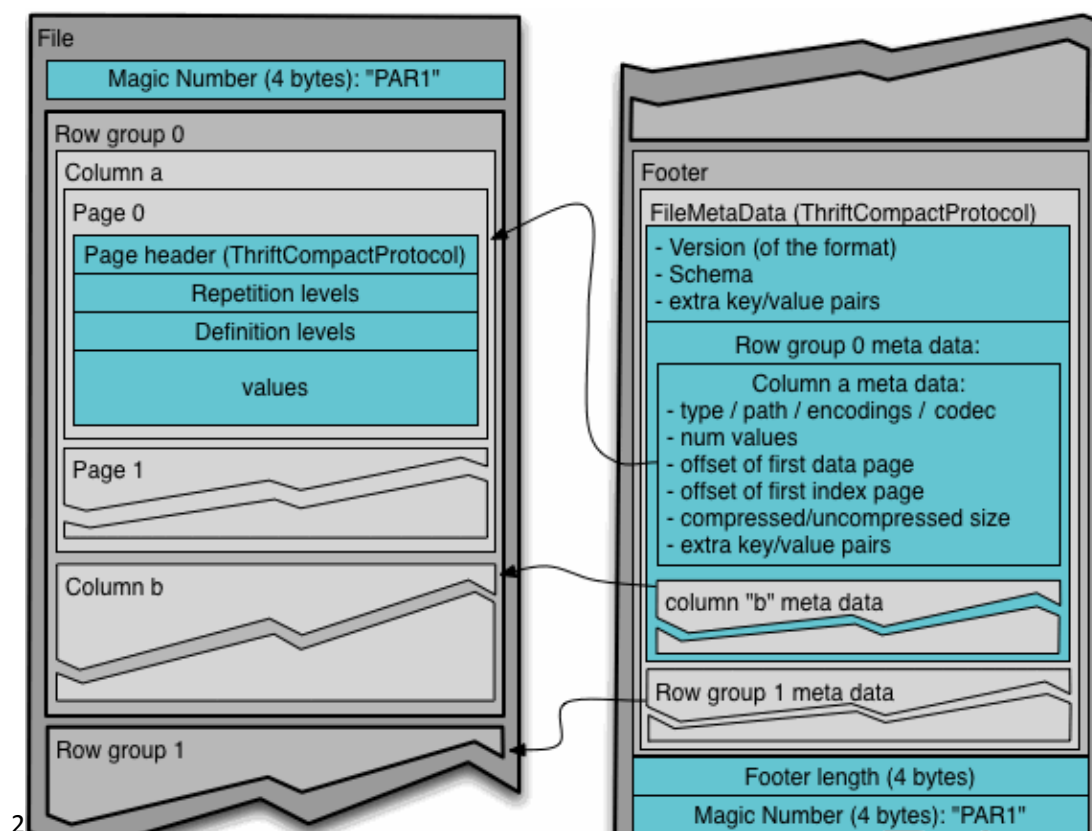 File
Magic Number (4 bytes): "PAR1"
Row group 0
Column a
Page 0
Page header (ThriftCompactProtocol)
Repetition levels
Definition levels
values
Page 1
Column b
Row group 1
Footer
FileMetaData (ThriftCompactProtocol)
- Version (of the format)
- Schema
- extra key/value pairs
Row group 0 meta data:
Column a meta data:
- type / path / encodings / codec
- num values
- offset of first data page
- offset of first index page
- compressed/uncompressed size
- extra key/value pairs
column "b" meta data
Row group 1 meta data
Footer length (4 bytes)
Magic Number (4 bytes): "PAR1"
2